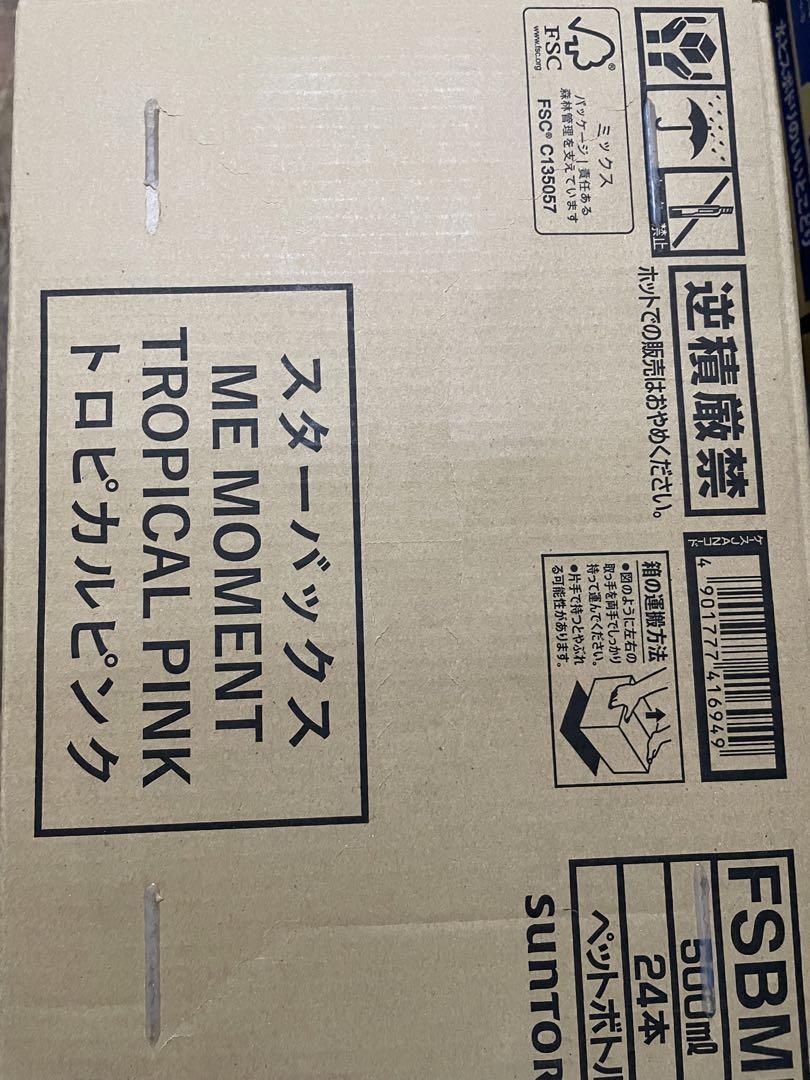 FSC
www.fsc.org
ミックス
パッケージ|責任ある
森林管理を支えています
FSC® C135057
禁止
逆積厳禁
ホットでの販売はおやめください。
ケースJANコード
4 901777 416949
箱の運搬方法
●図のように左右の
取っ手を両手でしっかり
持って運んでください。
●片手で持つとやぶれ
る可能性があります。
スターバックス
ME MOMENT
TROPICAL PINK
トロピカルピンク
FSBM
500ml
24本
ペットボトル
SUNTOR